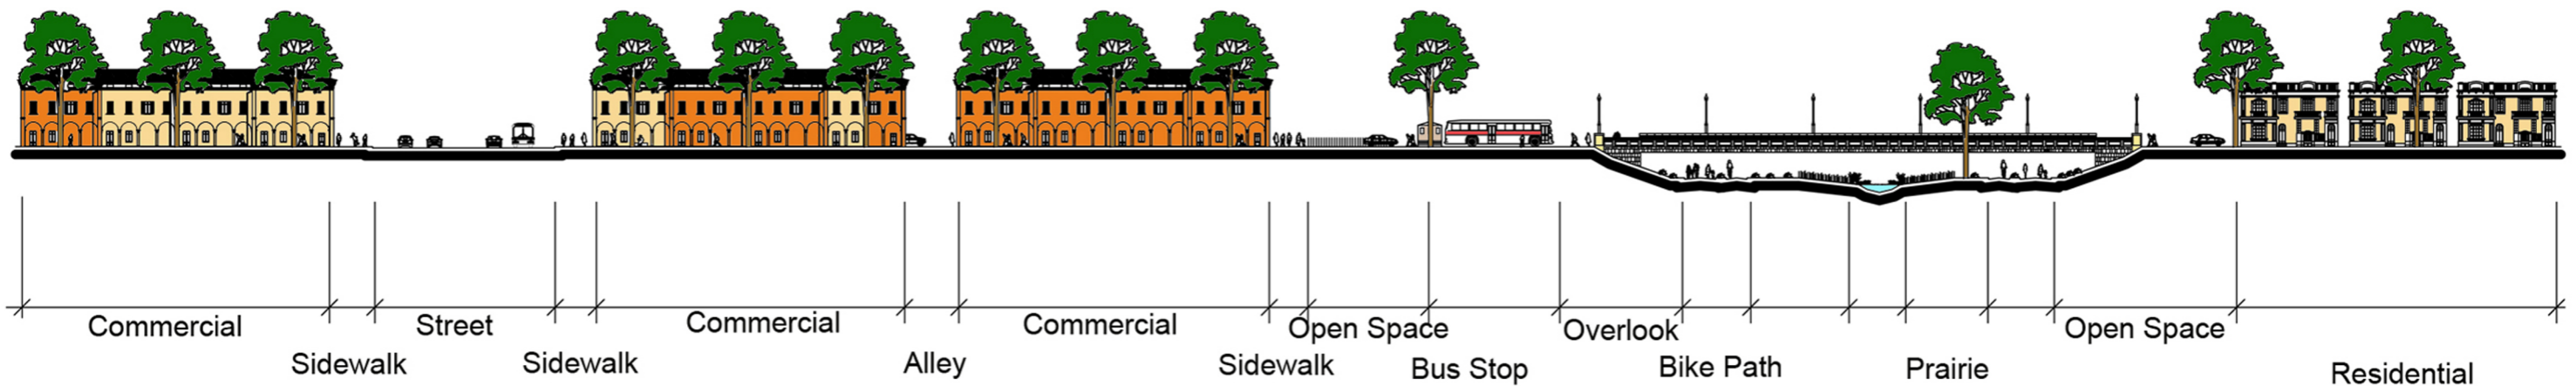 Commercial
Sidewalk
Street
Sidewalk
Commercial
Alley
Commercial
Sidewalk
Open Space
Bus Stop
Overlook
Bike Path
Prairie
Open Space
Residential